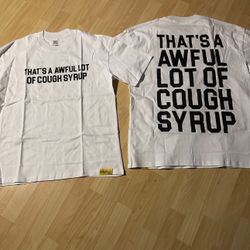 THAT'S A AWFUL LOT
OF COUGH SYRUP
THAT'S A
AWFUL
LOT OF
COUGH
SYRUP